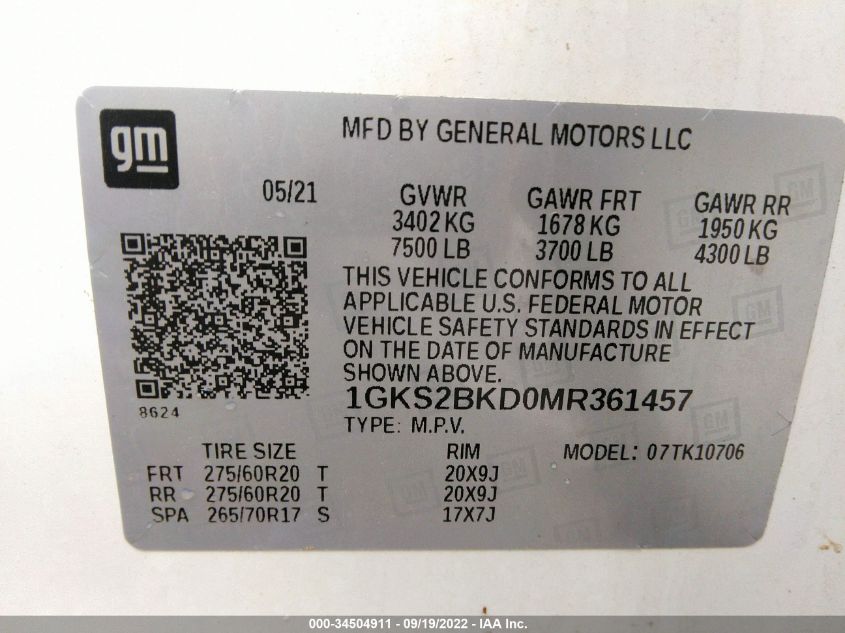 gm
MFD BY GENERAL MOTORS LLC
05/21 GVWR GAWR FRT GAWR RR
3402 KG 1678 KG 1950 KG
7500 LB 3700 LB 4300 LB
THIS VEHICLE CONFORMS TO ALL
APPLICABLE U.S. FEDERAL MOTOR
VEHICLE SAFETY STANDARDS IN EFFECT
ON THE DATE OF MANUFACTURE
SHOWN ABOVE.
1GKS2BKD0MR361457
8624
TYPE: M.P.V.
TIRE SIZE RIM MODEL: 07TK10706
FRT 275/60R20 T 20X9J
RR 275/60R20 T 20X9J
SPA 265/70R17 S 17X7J
000-34504911 - 09/19/2022 - IAA Inc.